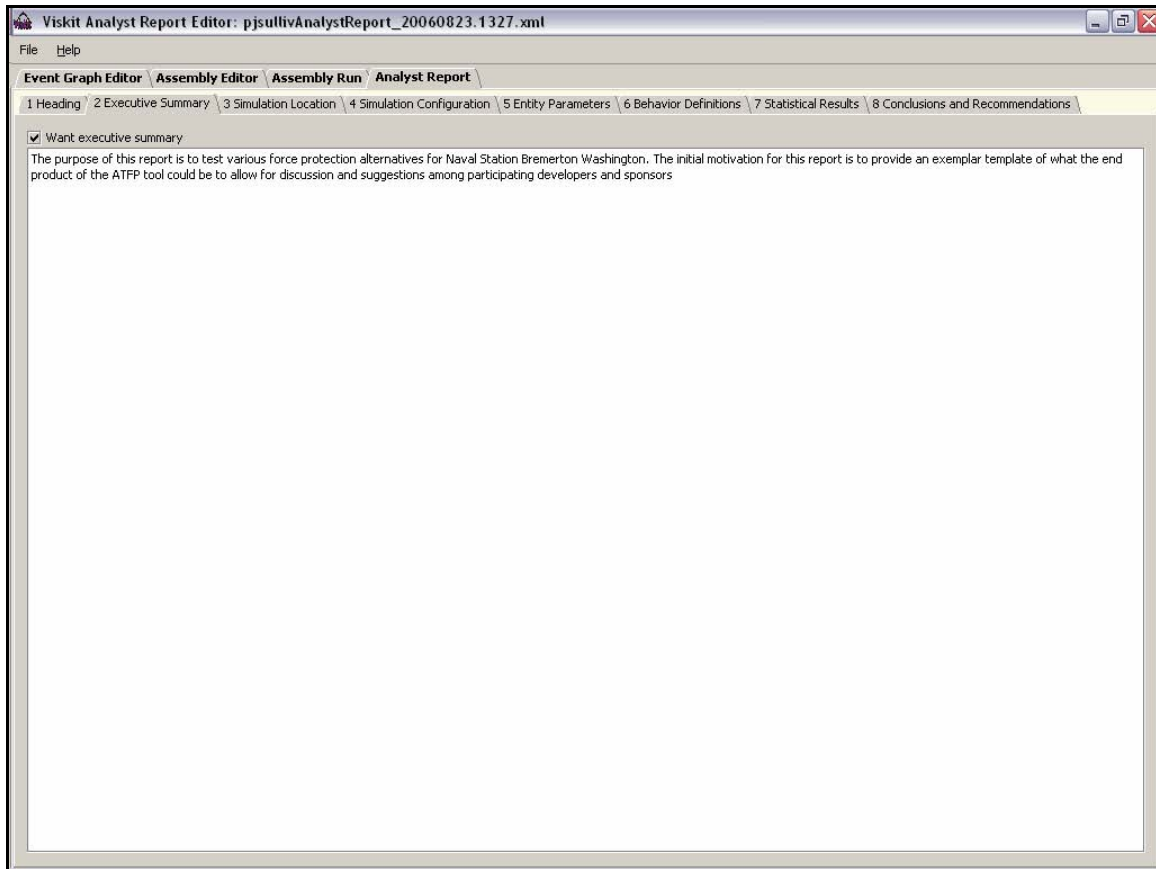 Viskit Analyst Report Editor: pjsullivAnalystReport_20060823.1327.xml
File Help
Event Graph Editor Assembly Editor Assembly Run Analyst Report
1 Heading 2 Executive Summary 3 Simulation Location 4 Simulation Configuration 5 Entity Parameters 6 Behavior Definitions 7 Statistical Results 8 Conclusions and Recommendations
Want executive summary
The purpose of this report is to test various force protection alternatives for Naval Station Bremerton Washington. The initial motivation for this report is to provide an exemplar template of what the end
product of the ATFP tool could be to allow for discussion and suggestions among participating developers and sponsors